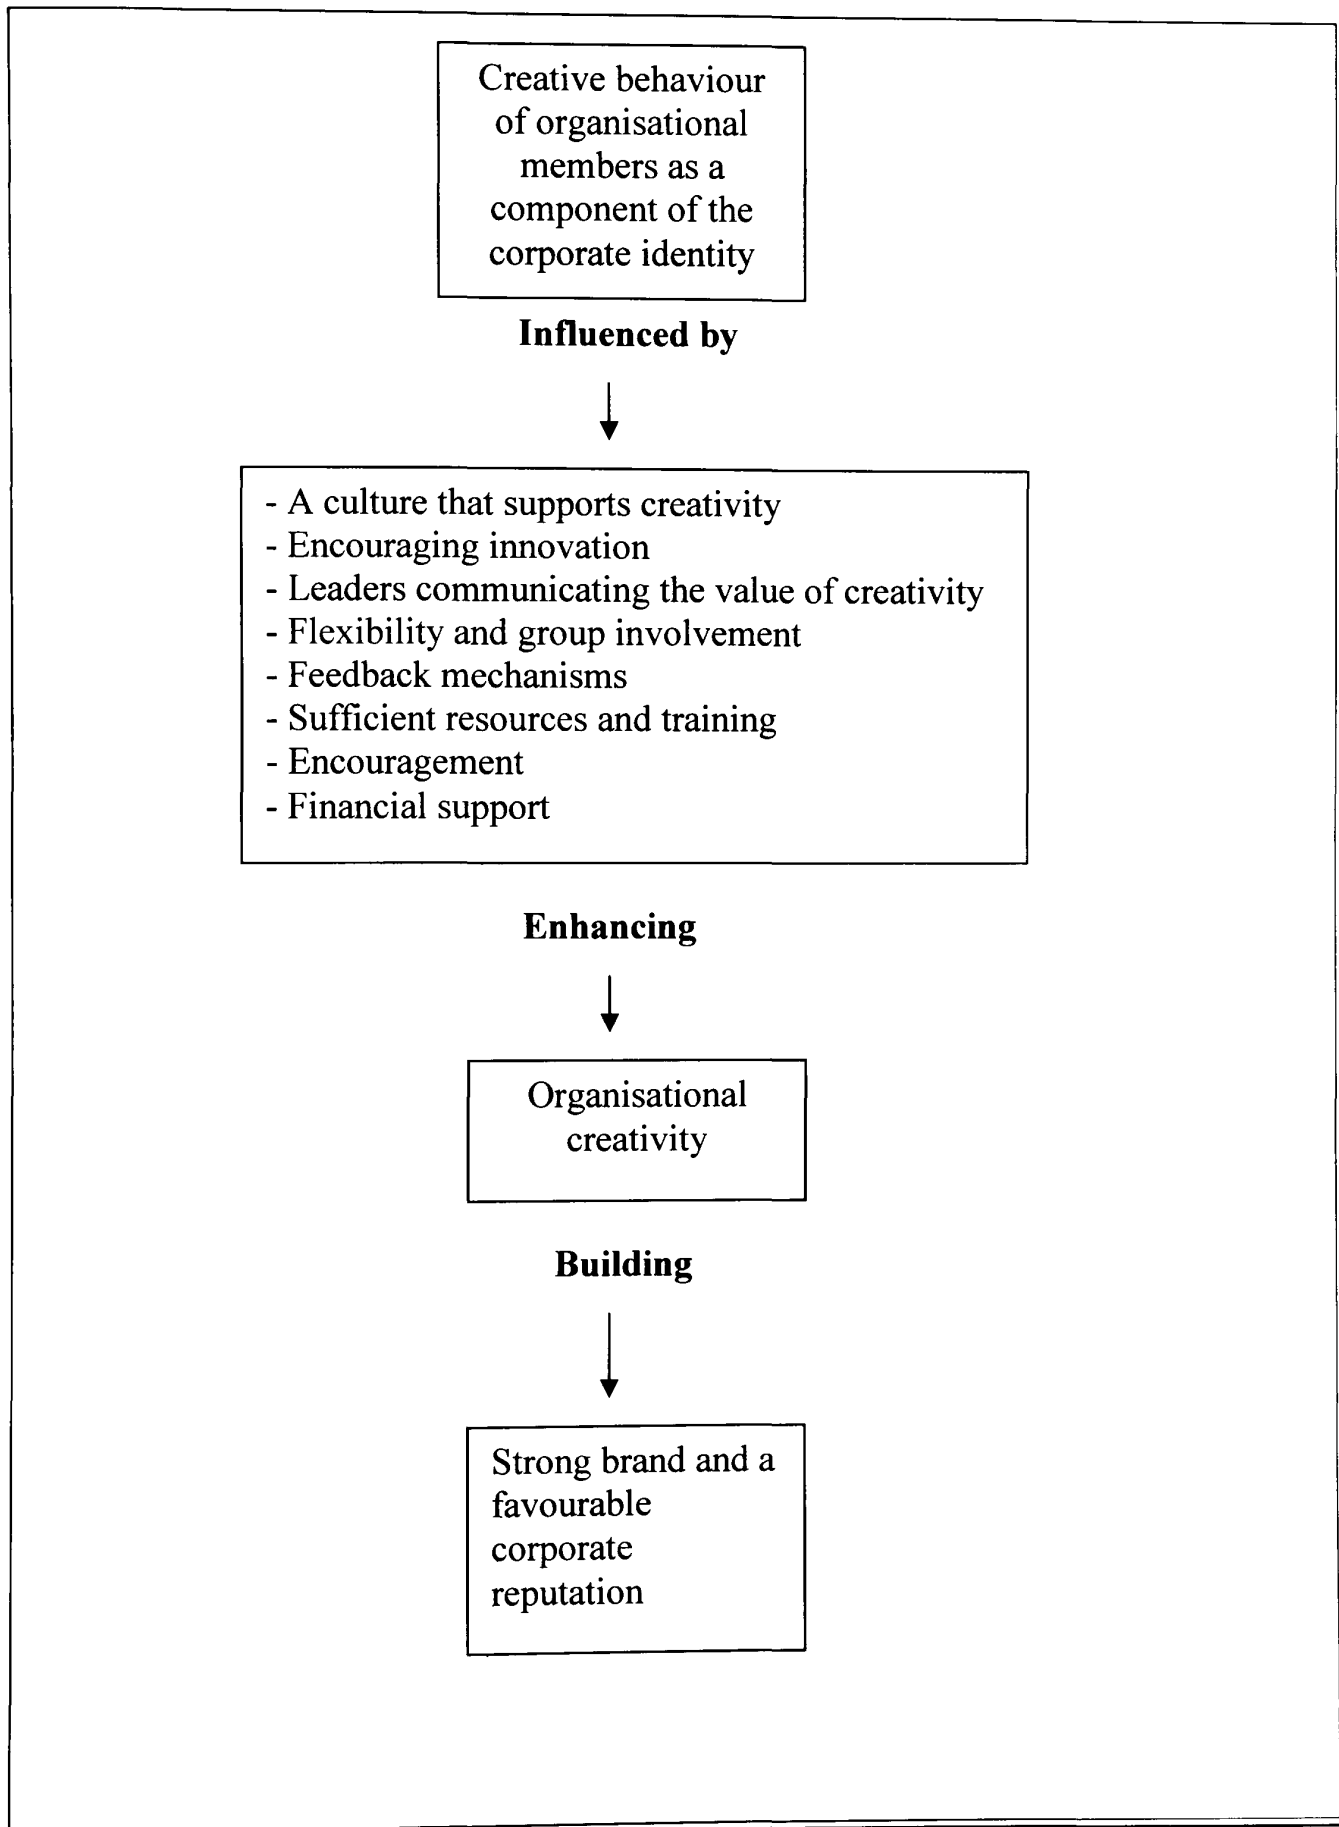 Creative behaviour
of organisational
members as a
component of the
corporate identity
Influenced by
- A culture that supports creativity
- Encouraging innovation
- Leaders communicating the value of creativity
- Flexibility and group involvement
- Feedback mechanisms
- Sufficient resources and training
- Encouragement
- Financial support
Enhancing
Organisational
creativity
Building
Strong brand and a
favourable
corporate
reputation